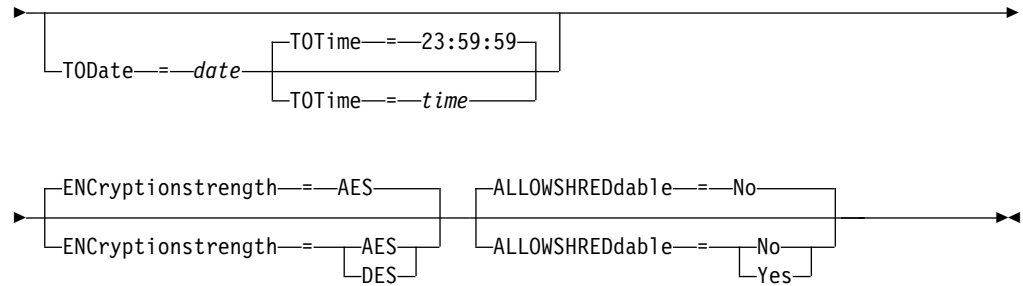 TOTime = 23:59:59
TODate = date
TOTime = time
ENCryptionstrength = AES ALLOWSHREDdable = No
ENCryptionstrength = AES ALLOWSHREDdable = No
DES Yes